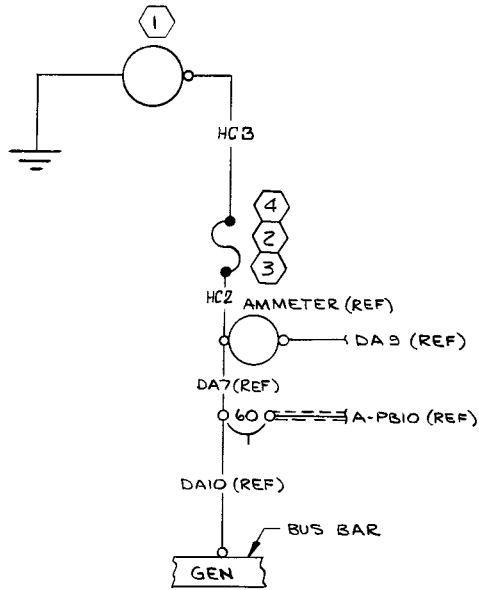 1
HC3
4
2
3
HC2
AMMETER (REF)
DA9 (REF)
DA7 (REF)
60
A-PB10 (REF)
DA10 (REF)
BUS BAR
GEN